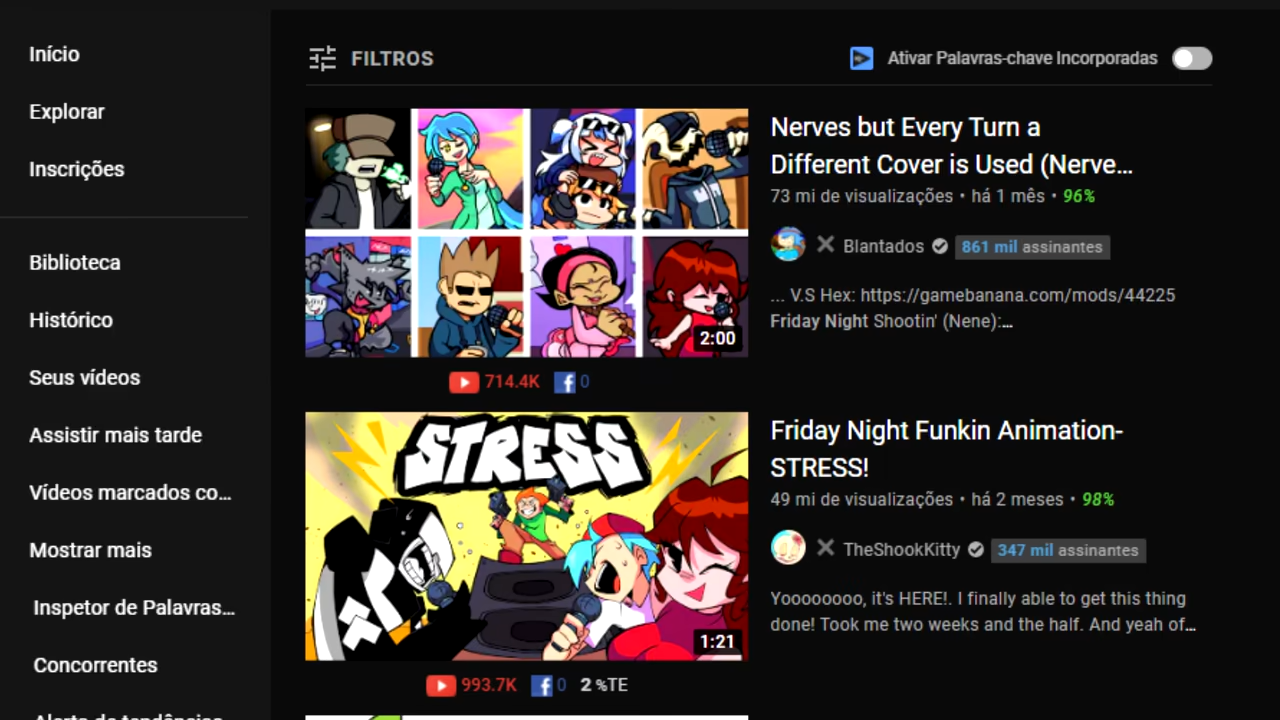 Início
Explorar
Inscrições
Biblioteca
Histórico
Seus vídeos
Assistir mais tarde
Vídeos marcados co...
Mostrar mais
Inspetor de Palavras...
Concorrentes
Alerta de tendências
FILTROS
Ativar Palavras-chave Incorporadas
2:00
714.4K 0
Nerves but Every Turn a
Different Cover is Used (Nerve...
73 mi de visualizações • há 1 mês • 96%
Blantados 861 mil assinantes
... V.S Hex: https://gamebanana.com/mods/44225
Friday Night Shootin' (Nene):...
STRESS
1:21
993.7K 0 2 %TE
Friday Night Funkin Animation-
STRESS!
49 mi de visualizações • há 2 meses • 98%
TheShookKitty 347 mil assinantes
Yoooooooo, it's HERE!. I finally able to get this thing
done! Took me two weeks and the half. And yeah of...